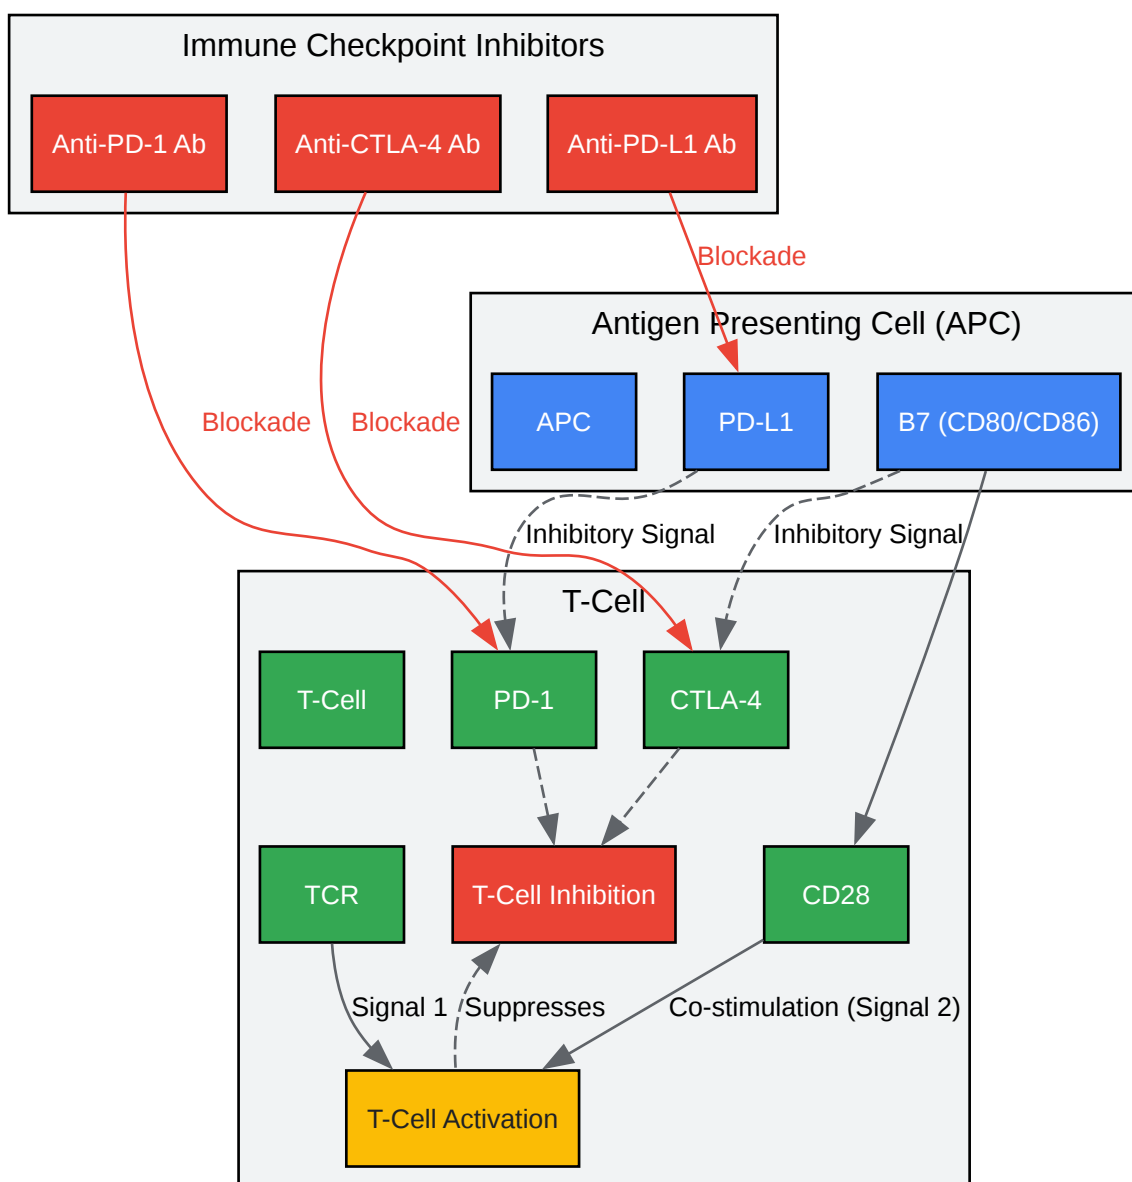 Immune Checkpoint Inhibitors
Anti-PD-1 Ab
Anti-CTLA-4 Ab
Anti-PD-L1 Ab
Blockade
Antigen Presenting Cell (APC)
APC
PD-L1
B7 (CD80/CD86)
Blockade
Blockade
Inhibitory Signal
Inhibitory Signal
T-Cell
T-Cell
PD-1
CTLA-4
TCR
T-Cell Inhibition
CD28
Signal 1
Suppresses
Co-stimulation (Signal 2)
T-Cell Activation